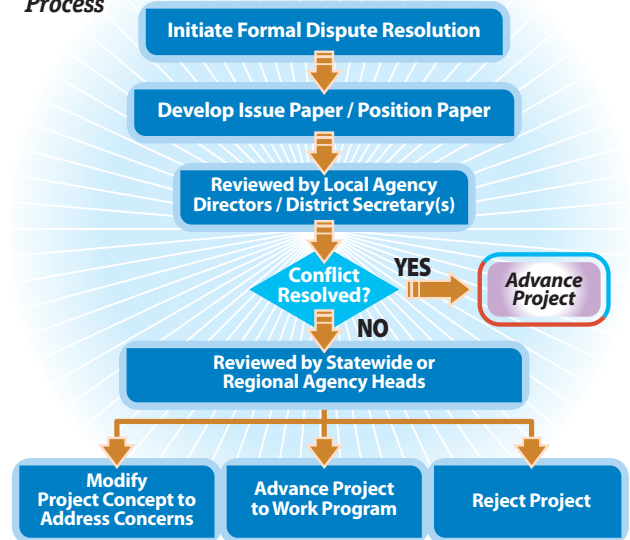 Process
Initiate Formal Dispute Resolution
Develop Issue Paper / Position Paper
Reviewed by Local Agency
Directors / District Secretary(s)
Conflict
Resolved?
YES
Advance
Project
NO
Reviewed by Statewide or
Regional Agency Heads
Modify
Project Concept to
Address Concerns
Advance Project
to Work Program
Reject Project